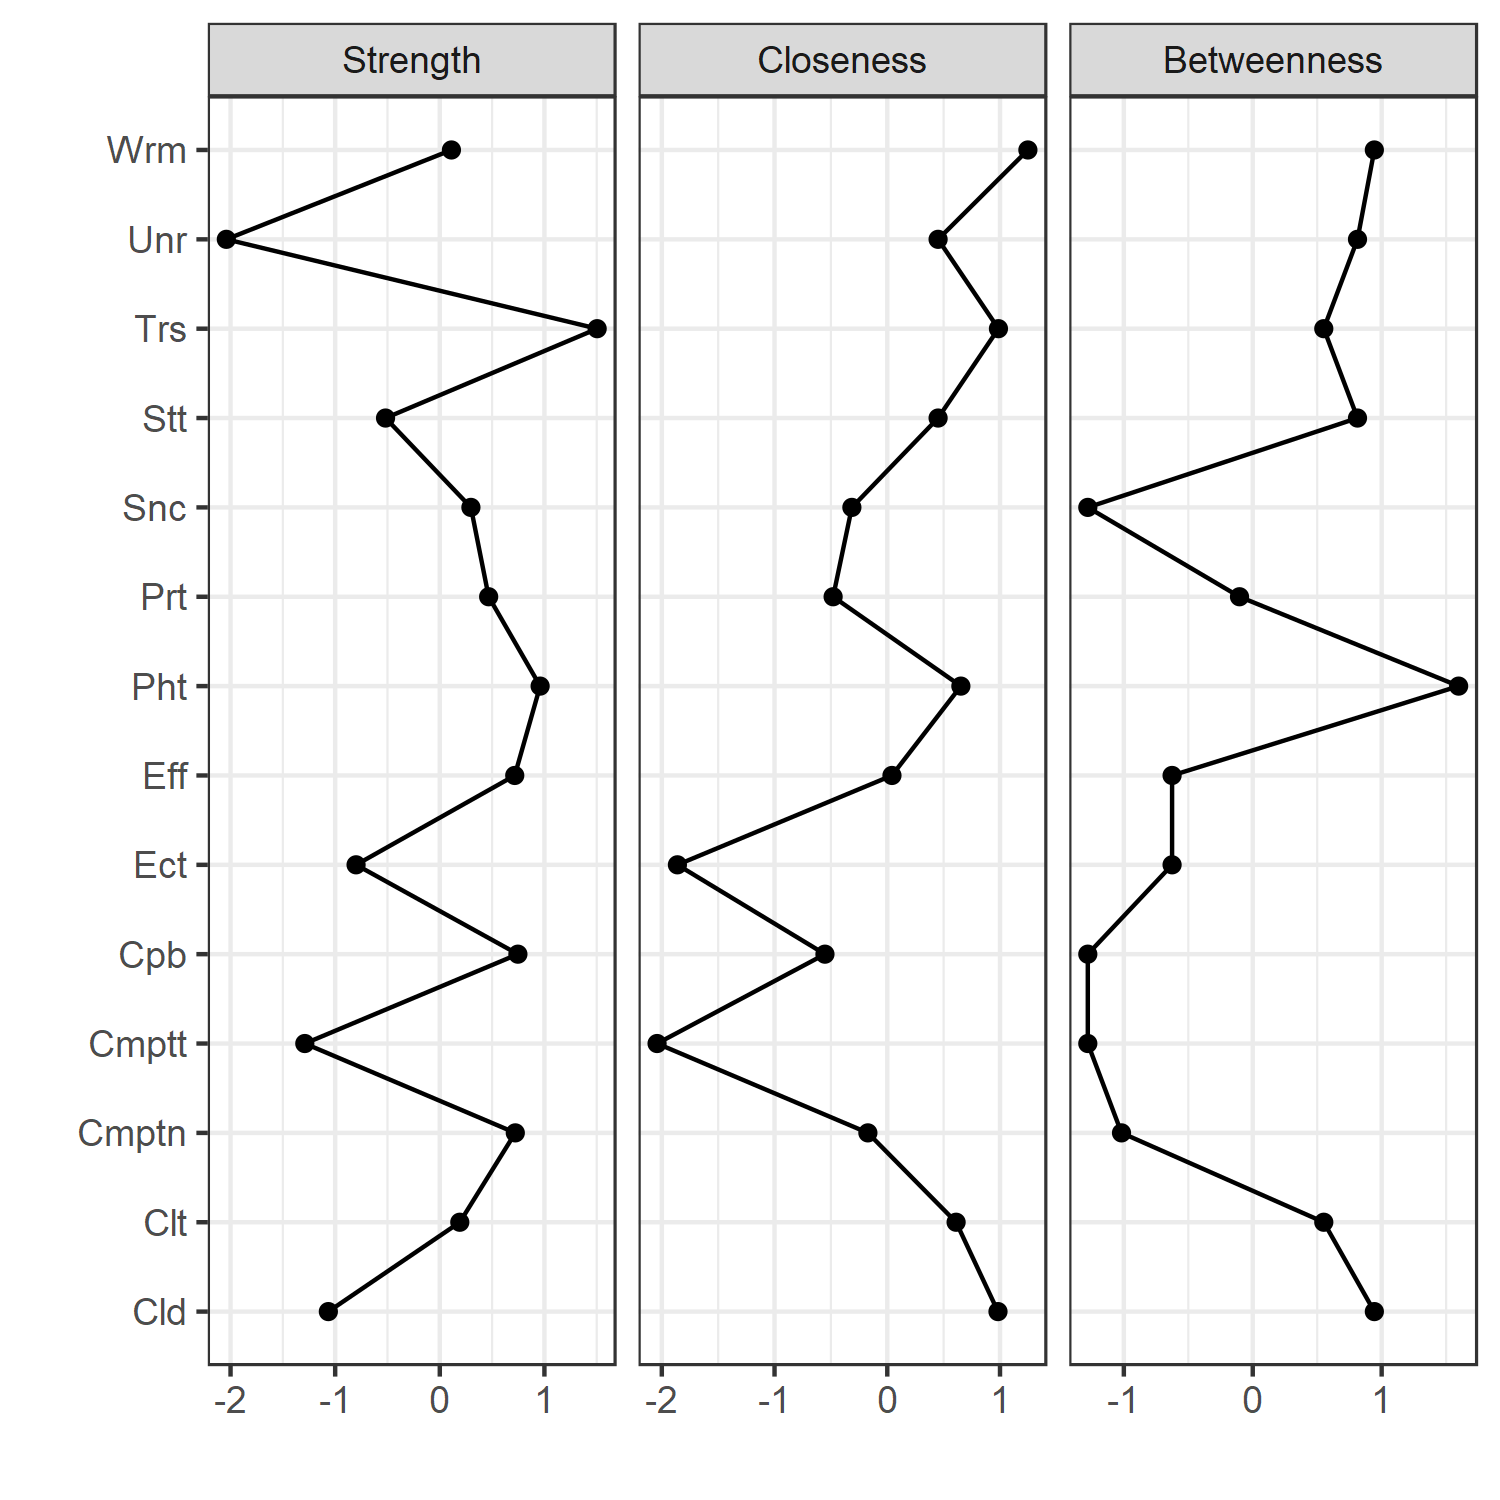 Strength Closeness Betweenness
Wrm
Unr
Trs
Stt
Snc
Prt
Pht
Eff
Ect
Cpb
Cmptt
Cmptn
Clt
Cld
-2 -1 0 1 -2 -1 0 1 -1 0 1